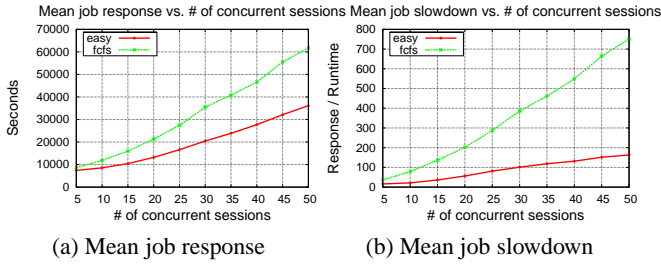 Mean job response vs. # of concurrent sessions
70000
60000
50000
40000
30000
20000
10000
0
Seconds
easy
fcfs
5 10 15 20 25 30 35 40 45 50
# of concurrent sessions
(a) Mean job response
Mean job slowdown vs. # of concurrent sessions
800
700
600
500
400
300
200
100
0
Response / Runtime
easy
fcfs
5 10 15 20 25 30 35 40 45 50
# of concurrent sessions
(b) Mean job slowdown